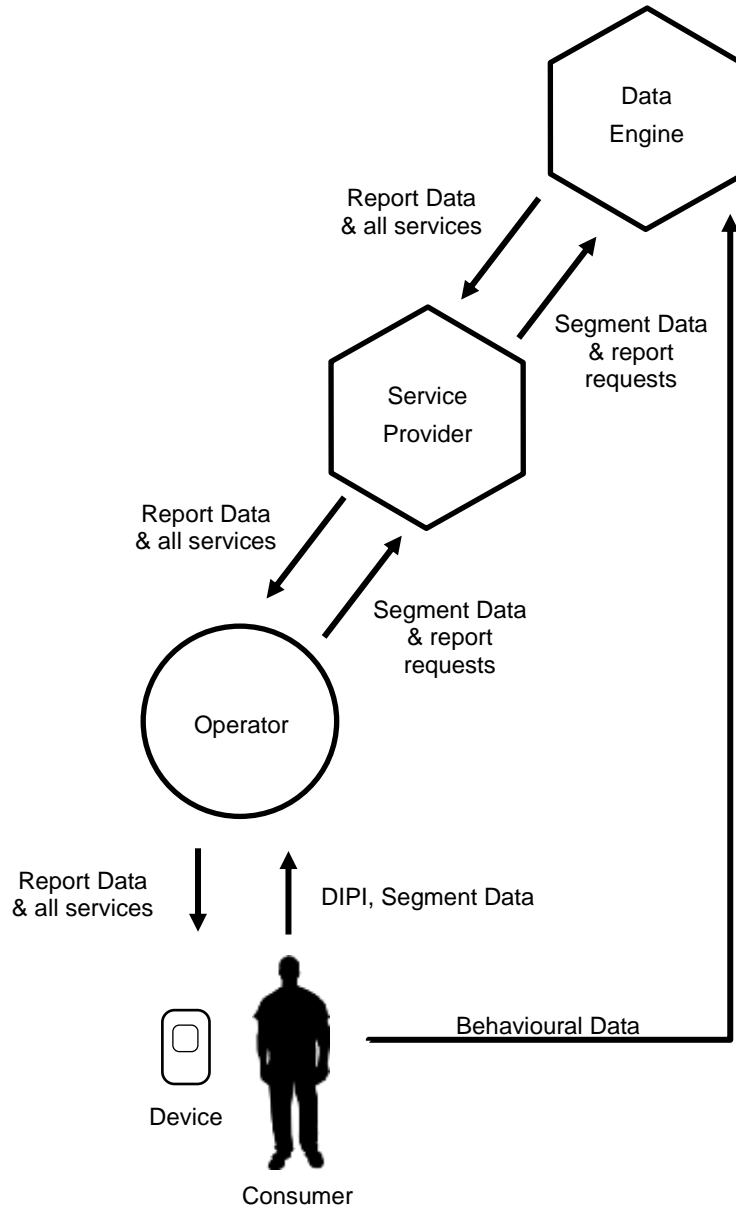 Data
Engine
Report Data
& all services
Segment Data
& report
requests
Service
Provider
Report Data
& all services
Segment Data
& report
requests
Operator
Report Data
& all services
DIPI, Segment Data
Behavioural Data
Device
Consumer